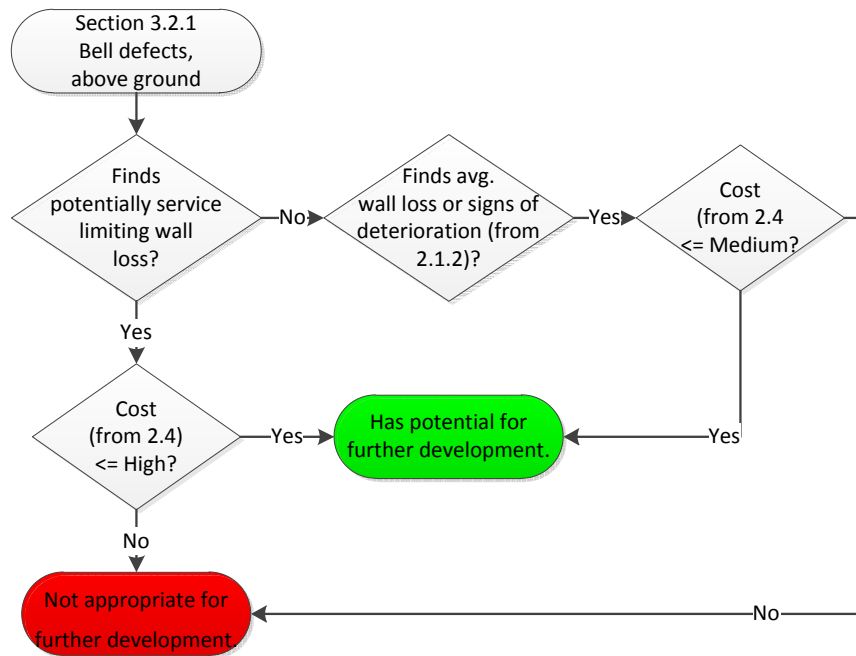 Section 3.2.1
Bell defects,
above ground
Finds
potentially service
limiting wall
loss?
No
Finds avg.
wall loss or signs of
deterioration (from
2.1.2)?
Yes
Cost
(from 2.4
<= Medium?
Yes
Cost
(from 2.4)
<= High?
Yes
Has potential for
further development.
Yes
No
Not appropriate for
further development.
No